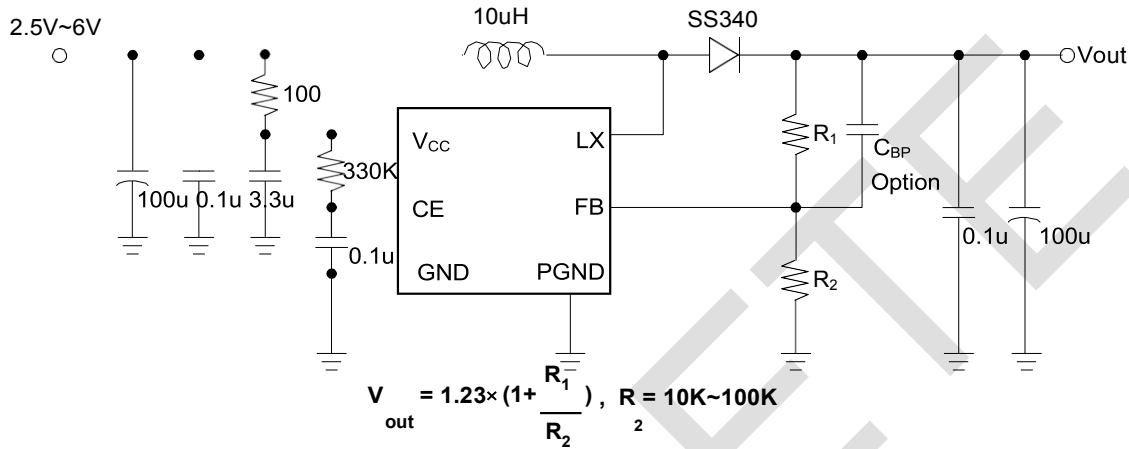 2.5V~6V
10uH
SS340
Vout
100
VCC
LX
R1
CBP
Option
330K
100u 0.1u 3.3u
CE
FB
0.1u
GND
PGND
R2
0.1u
100u
Vout = 1.23×(1+ R1/R2) , R2 = 10K~100K
ETE